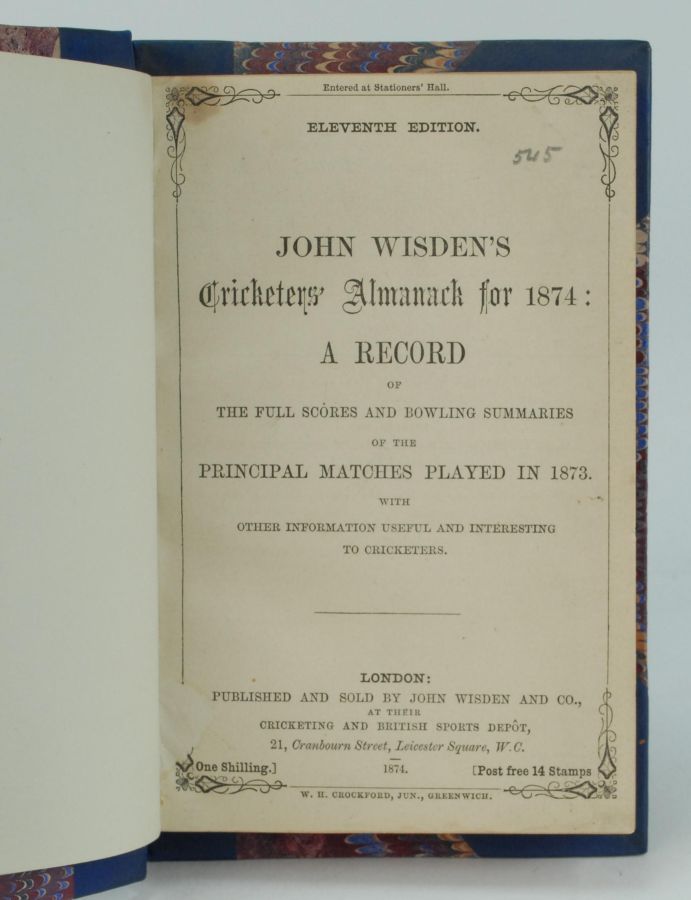 Entered at Stationers' Hall.
ELEVENTH EDITION.
545
JOHN WISDEN'S
Cricketers' Almanack for 1874:
A RECORD
OF
THE FULL SCORES AND BOWLING SUMMARIES
OF THE
PRINCIPAL MATCHES PLAYED IN 1873.
WITH
OTHER INFORMATION USEFUL AND INTERESTING
TO CRICKETERS.
LONDON:
PUBLISHED AND SOLD BY JOHN WISDEN AND CO.,
AT THEIR
CRICKETING AND BRITISH SPORTS DEPÔT,
21, Cranbourn Street, Leicester Square, W.C.
One Shilling.] 1874. [Post free 14 Stamps
W. H. CROCKFORD, JUN., GREENWICH.